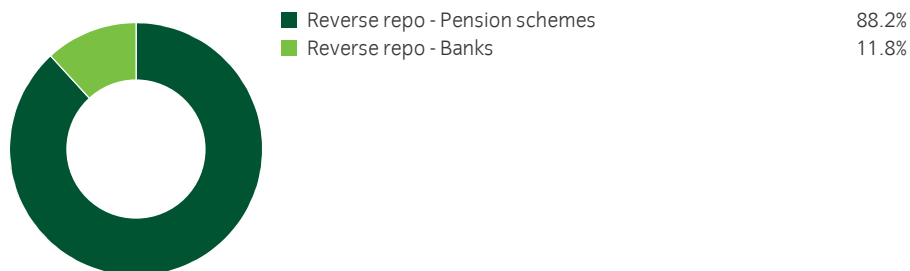 Reverse repo - Pension schemes 88.2%
Reverse repo - Banks 11.8%